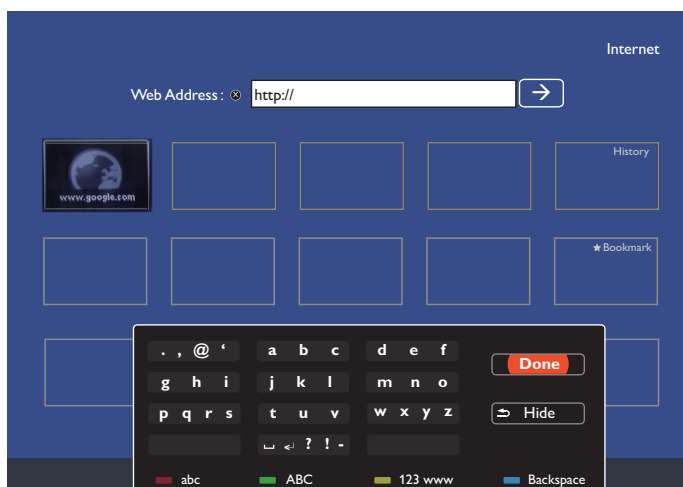 Internet
Web Address : ⓧ http:// →
www.google.com
History
★ Bookmark
. , @ ‘ a b c d e f
Done
g h i j k l m n o
p q r s t u v w x y z
Hide
␣ ↵ ? ! -
abc ABC 123 www Backspace